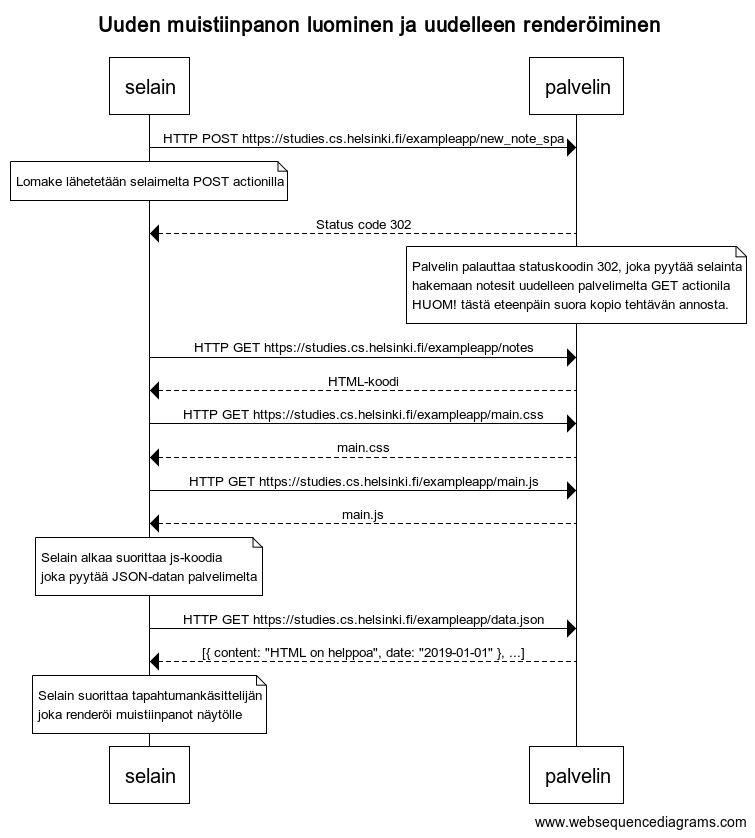 Uuden muistiinpanon luominen ja uudelleen renderöiminen
selain
palvelin
HTTP POST https://studies.cs.helsinki.fi/exampleapp/new_note_spa
Lomake lähetetään selaimelta POST actionilla
Status code 302
Palvelin palauttaa statuskoodin 302, joka pyytää selainta
hakemaan notesit uudelleen palvelimelta GET actionila
HUOM! tästä eteenpäin suora kopio tehtävän annosta.
HTTP GET https://studies.cs.helsinki.fi/exampleapp/notes
HTML-koodi
HTTP GET https://studies.cs.helsinki.fi/exampleapp/main.css
main.css
HTTP GET https://studies.cs.helsinki.fi/exampleapp/main.js
main.js
Selain alkaa suorittaa js-koodia
joka pyytää JSON-datan palvelimelta
HTTP GET https://studies.cs.helsinki.fi/exampleapp/data.json
[{ content: "HTML on helppoa", date: "2019-01-01" }, ...]
Selain suorittaa tapahtumankäsittelijän
joka renderöi muistiinpanot näytölle
selain
palvelin
www.websequencediagrams.com